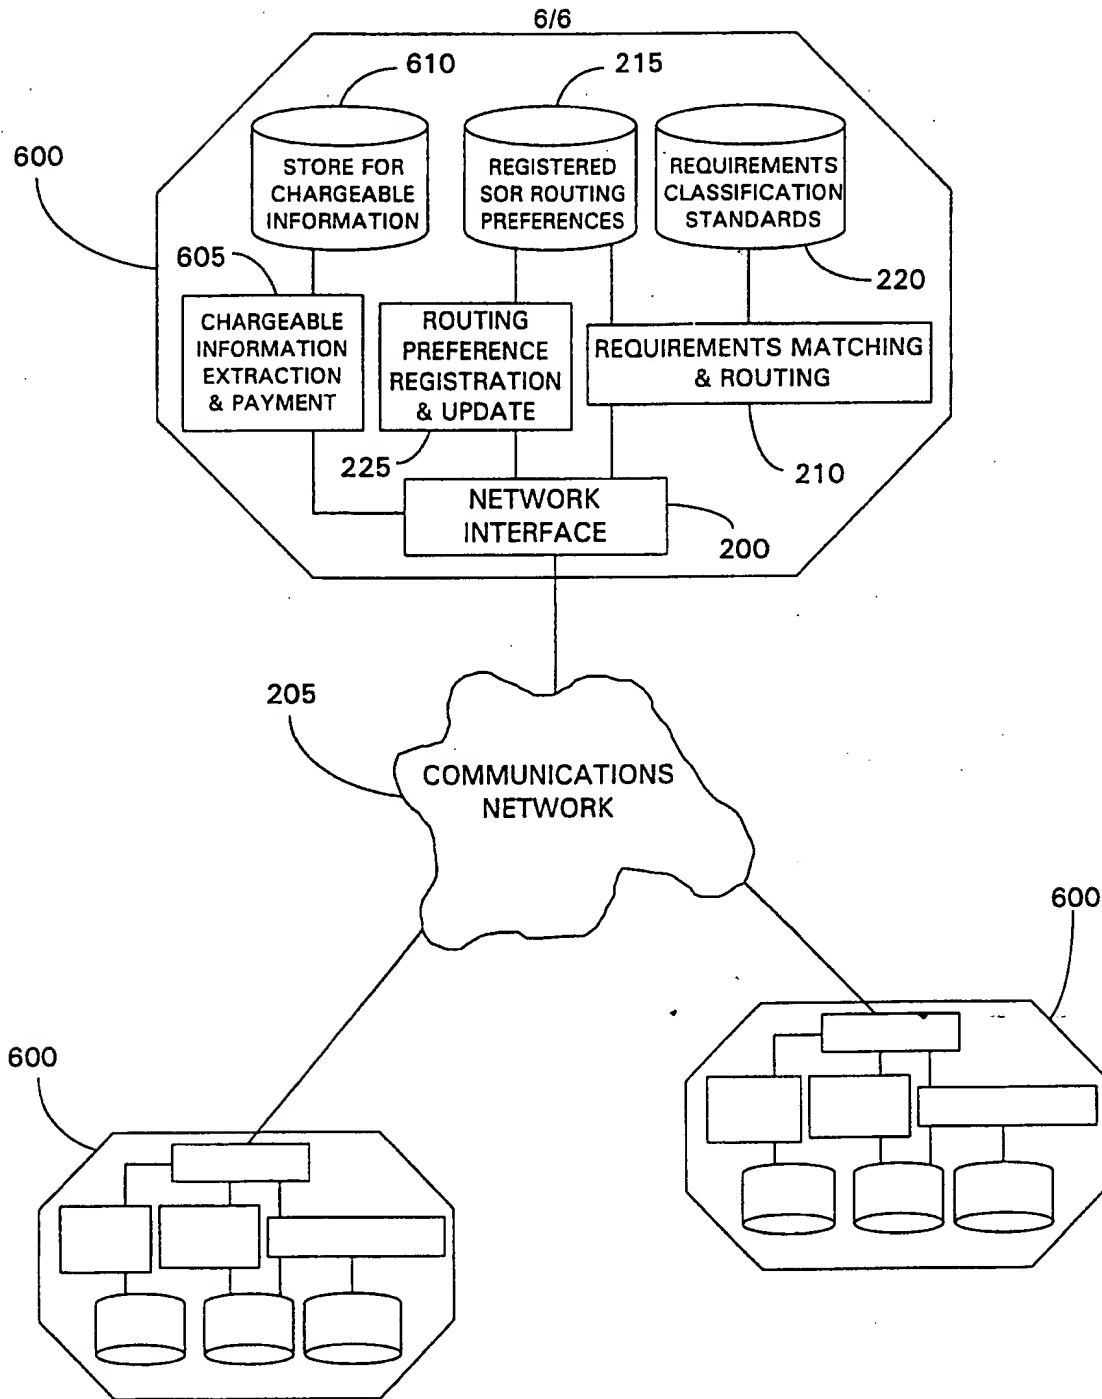 6/6
610
215
600
STORE FOR
CHARGEABLE
INFORMATION
REGISTERED
SOR ROUTING
PREFERENCES
REQUIREMENTS
CLASSIFICATION
STANDARDS
605
220
CHARGEABLE
INFORMATION
EXTRACTION
& PAYMENT
ROUTING
PREFERENCE
REGISTRATION
& UPDATE
REQUIREMENTS MATCHING
& ROUTING
225
210
NETWORK
INTERFACE
200
205
COMMUNICATIONS
NETWORK
600
600